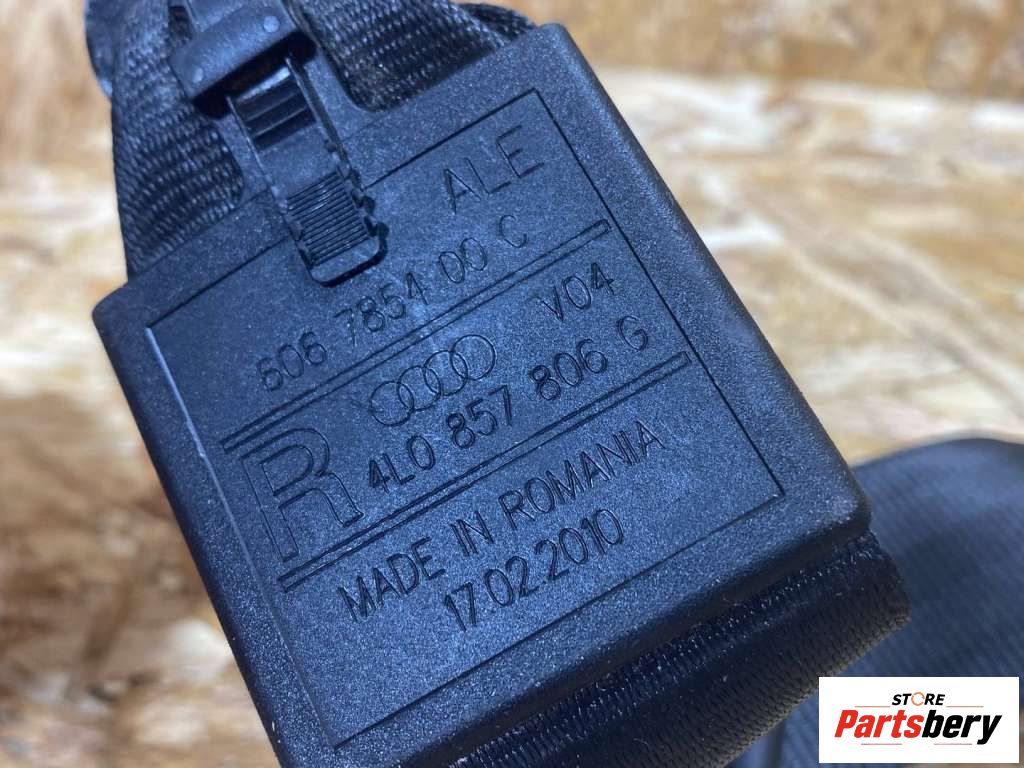 ALE
606 7854 00 C
V04
R
4L0 857 806 G
MADE IN ROMANIA
17.02.2010
STORE
Partsbery